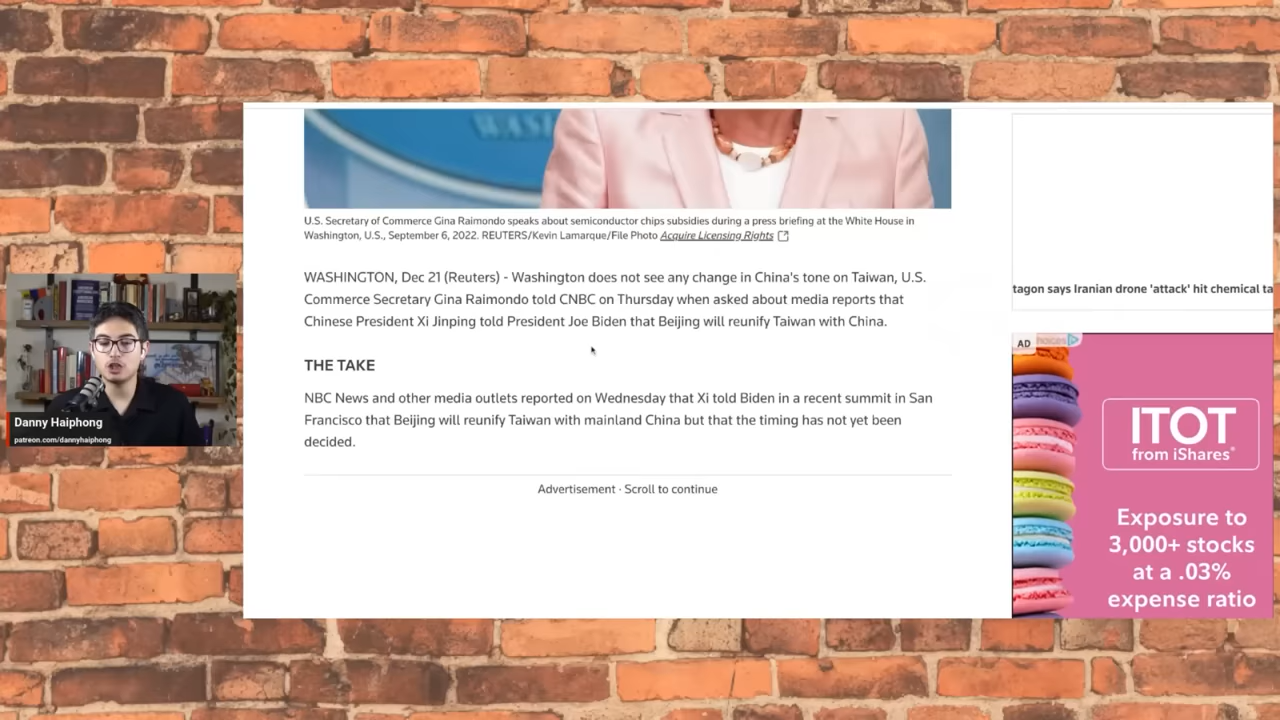 WASH
U.S. Secretary of Commerce Gina Raimondo speaks about semiconductor chips subsidies during a press briefing at the White House in
Washington, U.S., September 6, 2022. REUTERS/Kevin Lamarque/File Photo Acquire Licensing Rights
WASHINGTON, Dec 21 (Reuters) - Washington does not see any change in China's tone on Taiwan, U.S.
Commerce Secretary Gina Raimondo told CNBC on Thursday when asked about media reports that
Chinese President Xi Jinping told President Joe Biden that Beijing will reunify Taiwan with China.
THE TAKE
NBC News and other media outlets reported on Wednesday that Xi told Biden in a recent summit in San
Francisco that Beijing will reunify Taiwan with mainland China but that the timing has not yet been
decided.
Advertisement · Scroll to continue
tagon says Iranian drone 'attack' hit chemical ta
AD
hoices
ITOT
from iShares®
Exposure to
3,000+ stocks
at a .03%
expense ratio
Danny Haiphong
patreon.com/dannyhaiphong